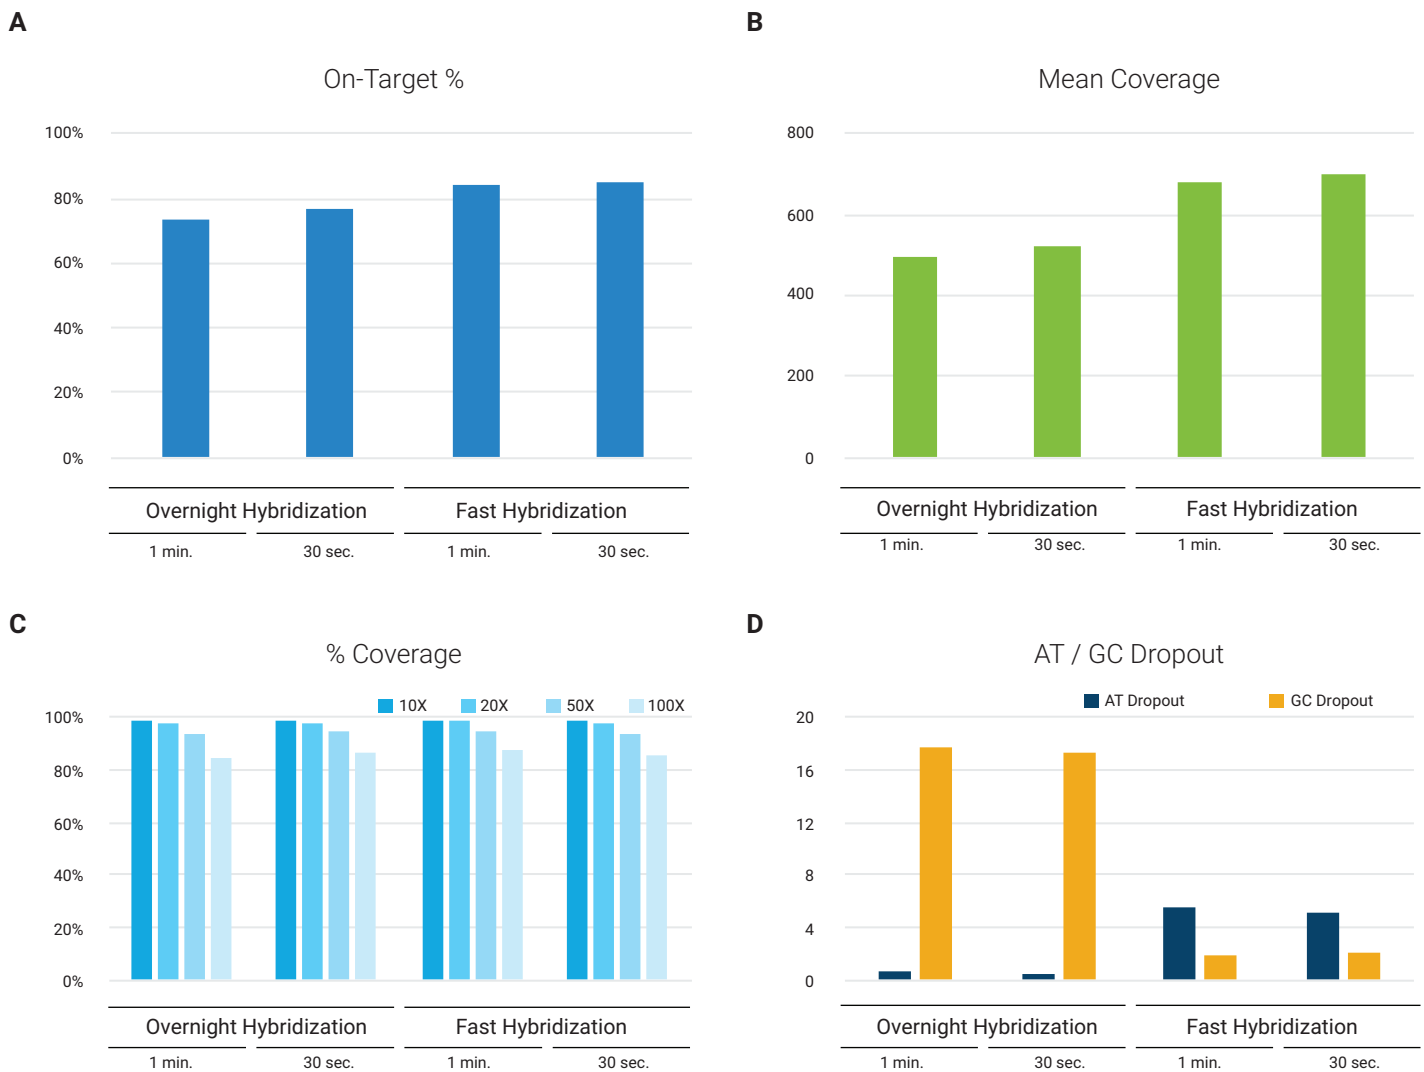 A
On-Target %
100%
80%
60%
40%
20%
0%
Overnight Hybridization
Fast Hybridization
1 min.
30 sec.
1 min.
30 sec.
B
Mean Coverage
800
600
400
200
0
Overnight Hybridization
Fast Hybridization
1 min.
30 sec.
1 min.
30 sec.
C
% Coverage
10X
20X
50X
100X
100%
80%
60%
40%
20%
0%
Overnight Hybridization
Fast Hybridization
1 min.
30 sec.
1 min.
30 sec.
D
AT / GC Dropout
AT Dropout
GC Dropout
20
16
12
8
4
0
Overnight Hybridization
Fast Hybridization
1 min.
30 sec.
1 min.
30 sec.